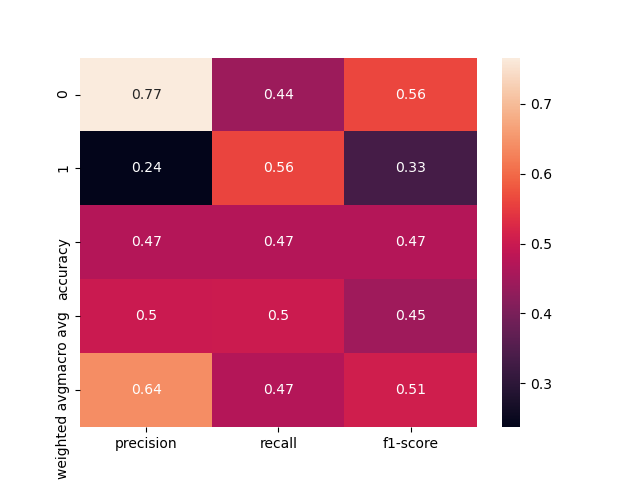 0 0.77 0.44 0.56
1 0.24 0.56 0.33
accuracy 0.47 0.47 0.47
macro avg 0.5 0.5 0.45
weighted avg 0.64 0.47 0.51
precision recall f1-score
0.7
0.6
0.5
0.4
0.3